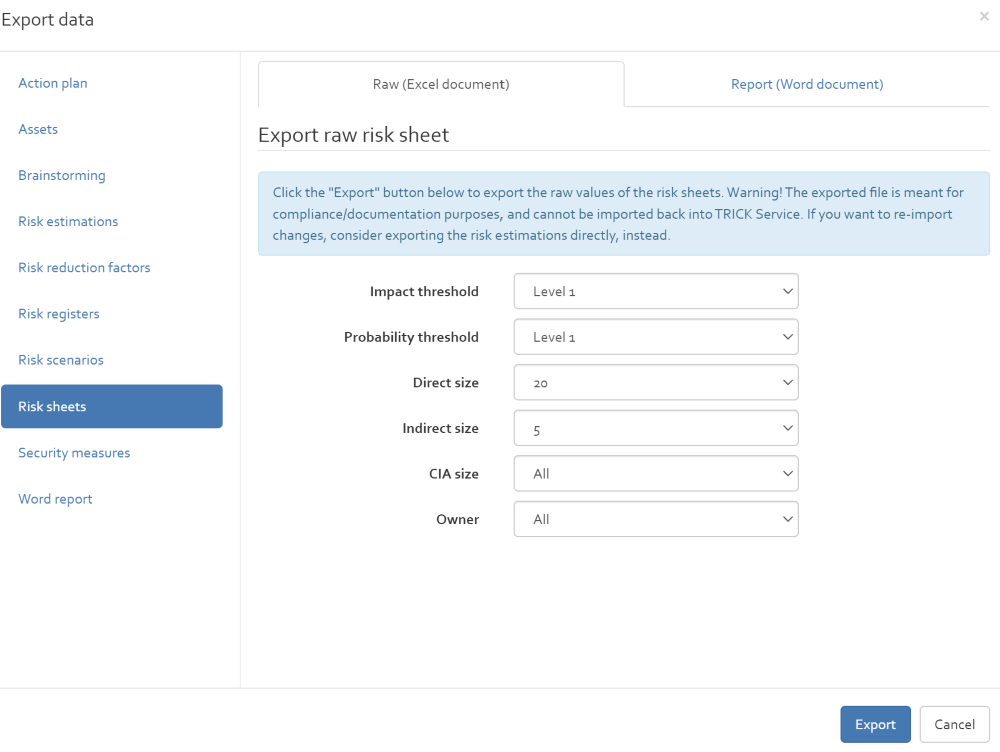 Export data
×
Action plan
Assets
Brainstorming
Risk estimations
Risk reduction factors
Risk registers
Risk scenarios
Risk sheets
Security measures
Word report
Raw (Excel document)
Report (Word document)
Export raw risk sheet
Click the "Export" button below to export the raw values of the risk sheets. Warning! The exported file is meant for
compliance/documentation purposes, and cannot be imported back into TRICK Service. If you want to re-import
changes, consider exporting the risk estimations directly, instead.
Impact threshold Level 1
Probability threshold Level 1
Direct size 20
Indirect size 5
CIA size All
Owner All
Export Cancel